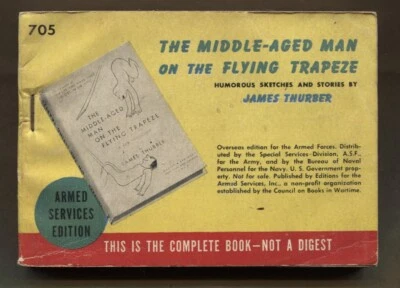 705
THE MIDDLE-AGED MAN
ON THE FLYING TRAPEZE
HUMOROUS SKETCHES AND STORIES BY
JAMES THURBER
THE
MIDDLE-AGED
MAN
ON THE
FLYING TRAPEZE
BY
JAMES THURBER
Overseas edition for the Armed Forces. Distrib-
uted by the Special Services Division, A.S.F.,
for the Army, and by the Bureau of Naval
Personnel for the Navy. U. S. Government prop-
erty. Not for sale. Published by Editions for the
Armed Services, Inc., a non-profit organization
established by the Council on Books in Wartime.
ARMED
SERVICES
EDITION
THIS IS THE COMPLETE BOOK—NOT A DIGEST